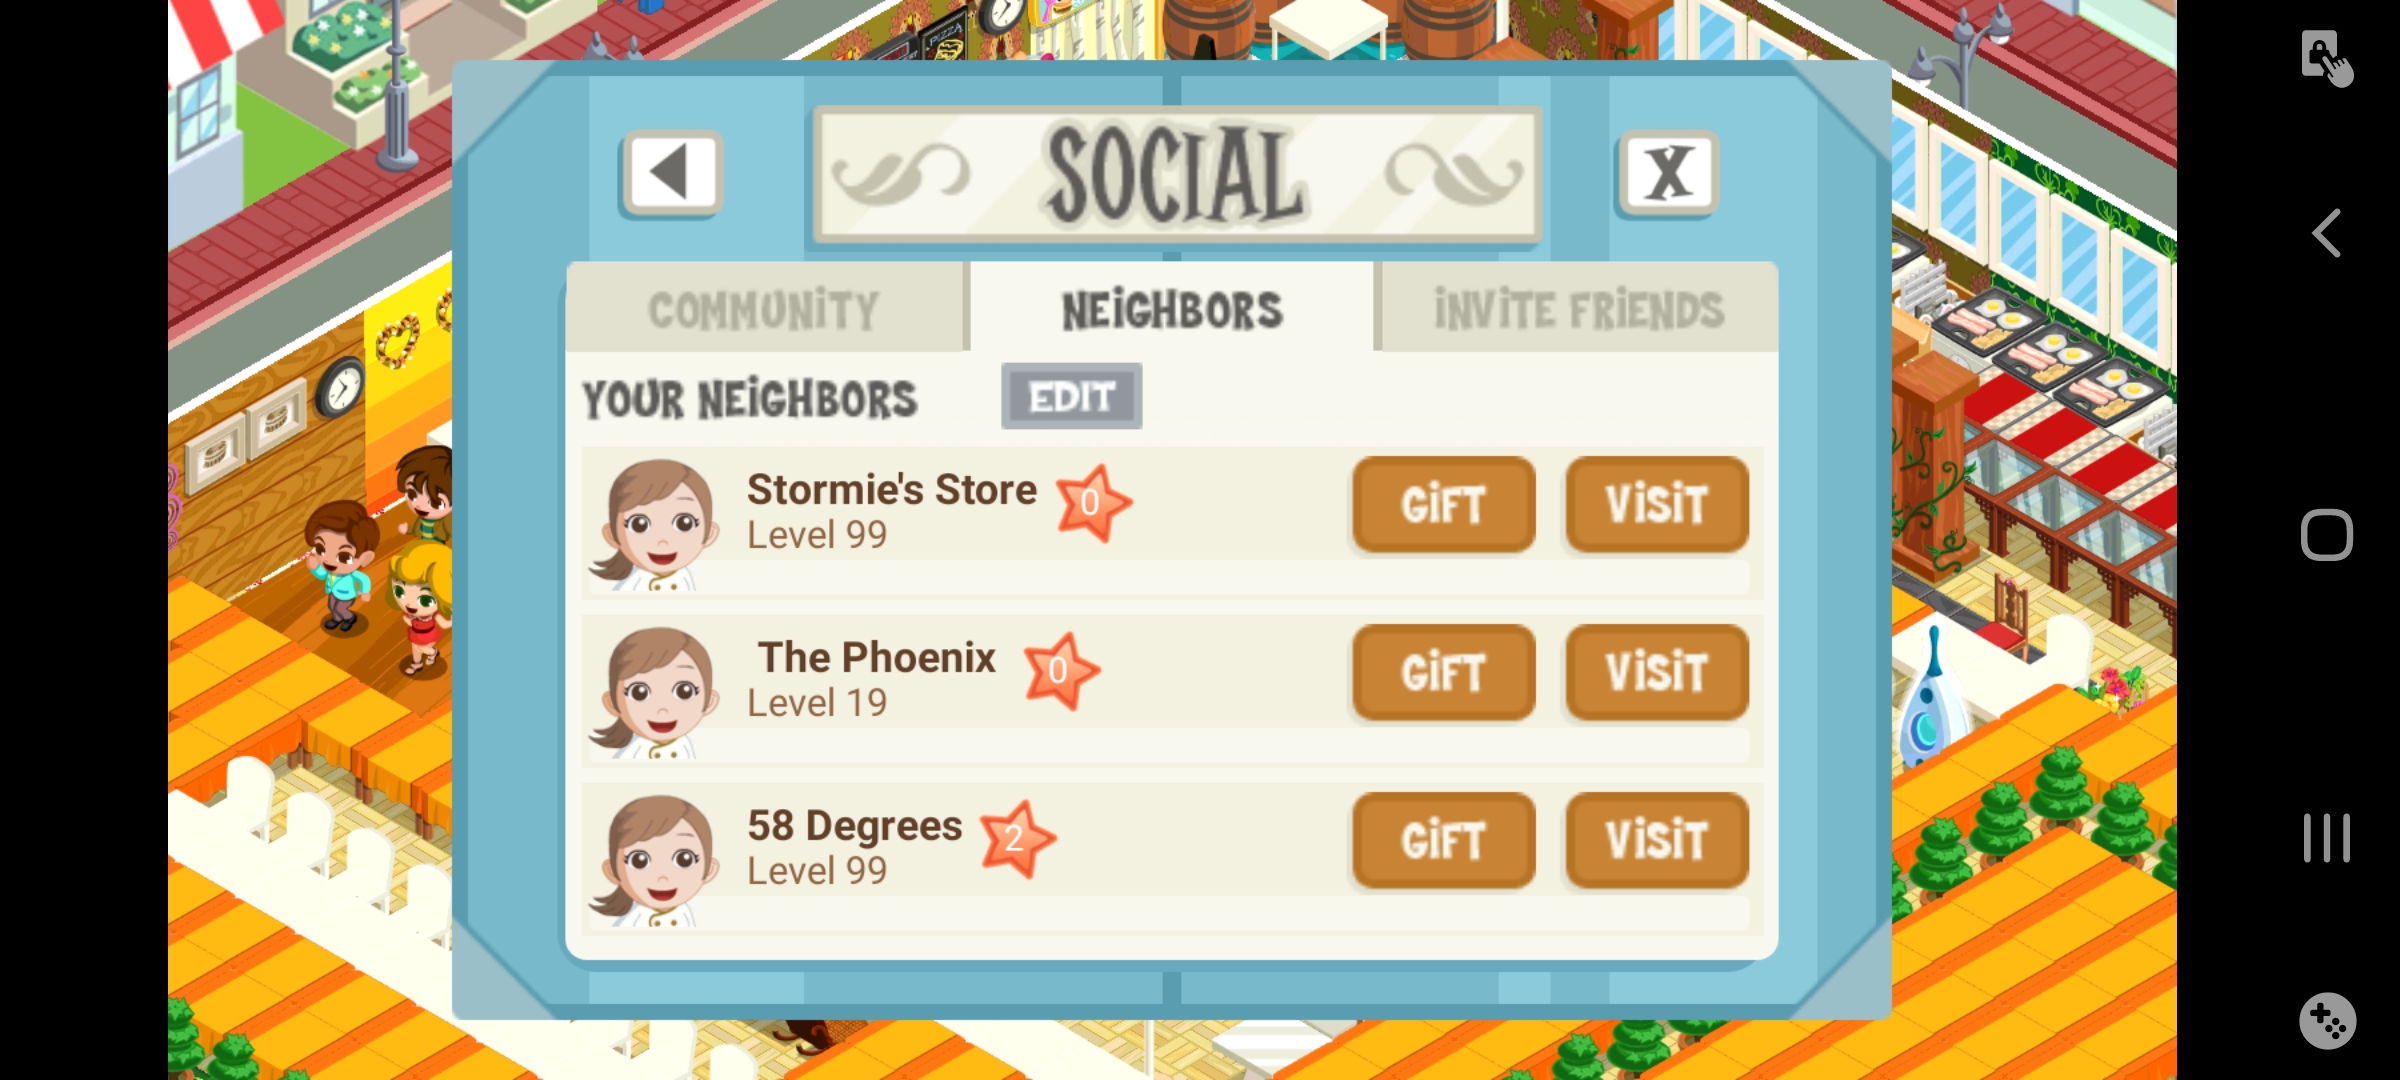 PIZZA
SOCIAL
COMMUNITY
NEIGHBORS
INVITE FRIENDS
YOUR NEIGHBORS
EDIT
Stormie's Store
0
Level 99
GIFT
VISIT
The Phoenix
0
Level 19
GIFT
VISIT
58 Degrees
2
Level 99
GIFT
VISIT